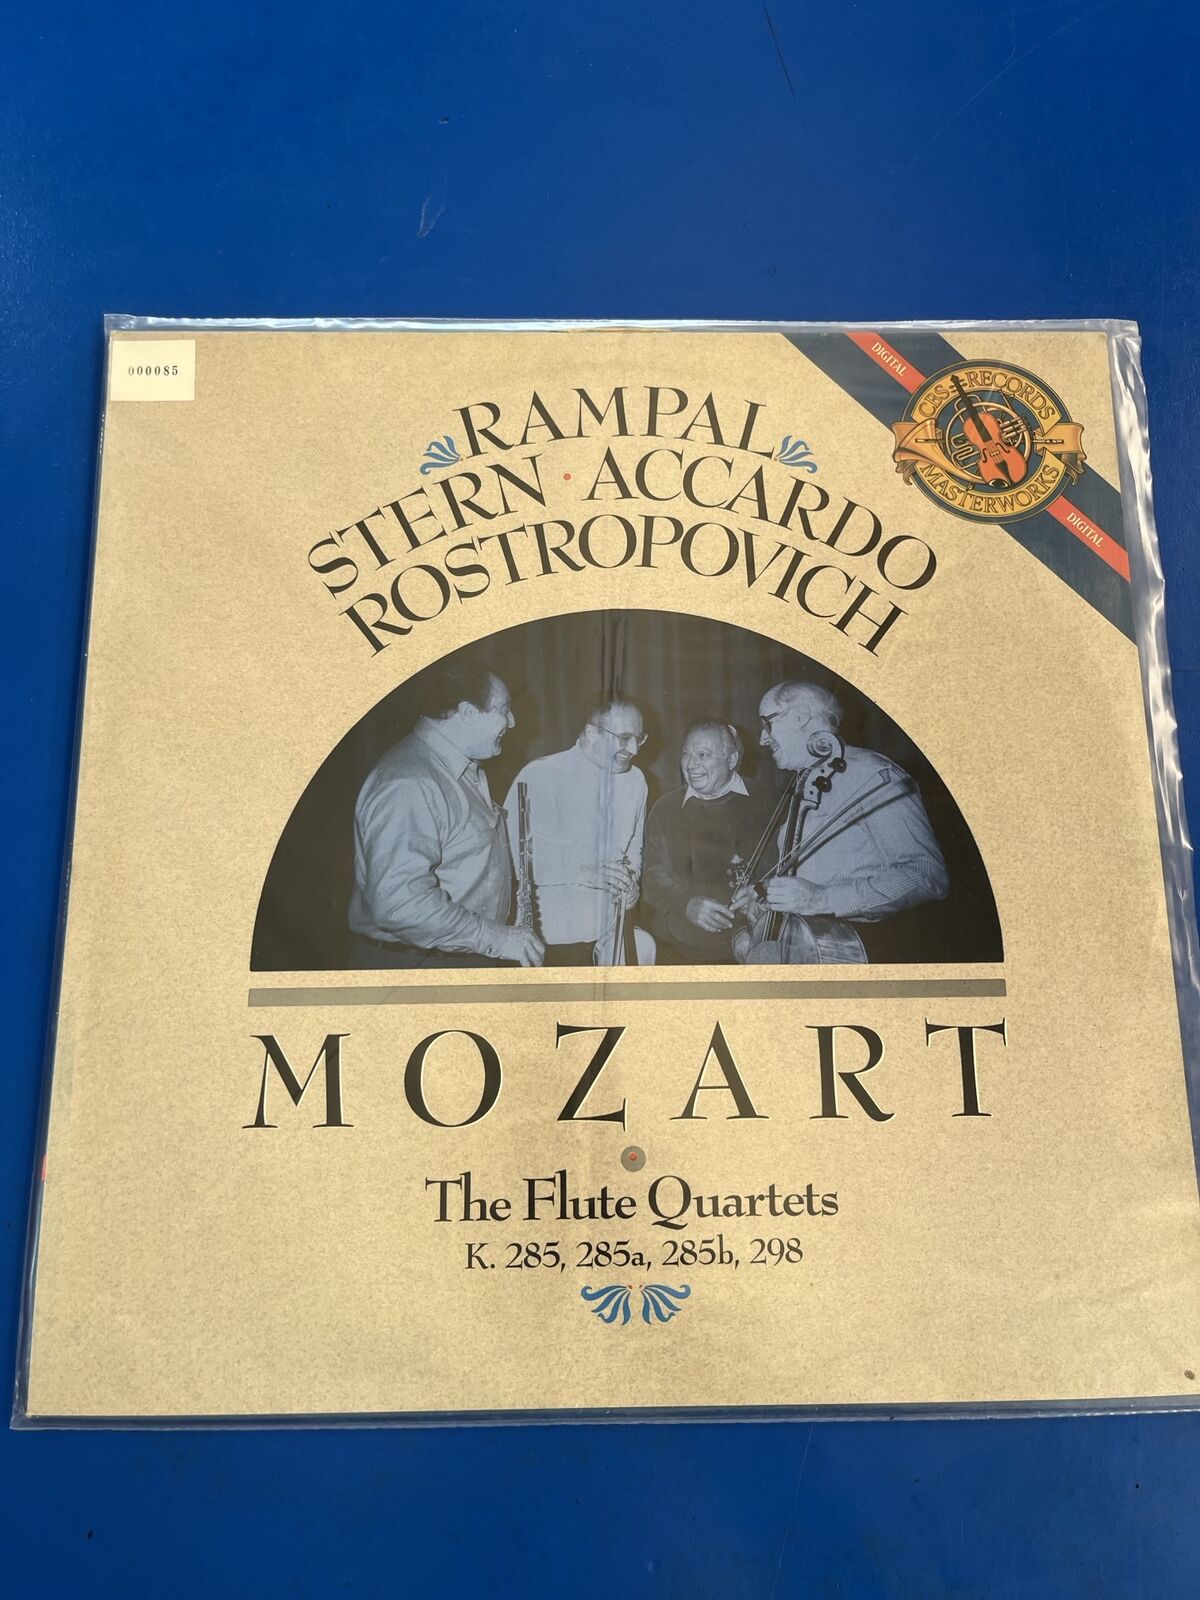 000085
DIGITAL
CBS RECORDS
MASTERWORKS
DIGITAL
RAMPAL
STERN • ACCARDO
ROSTROPOVICH
MOZART
The Flute Quartets
K. 285, 285a, 285b, 298